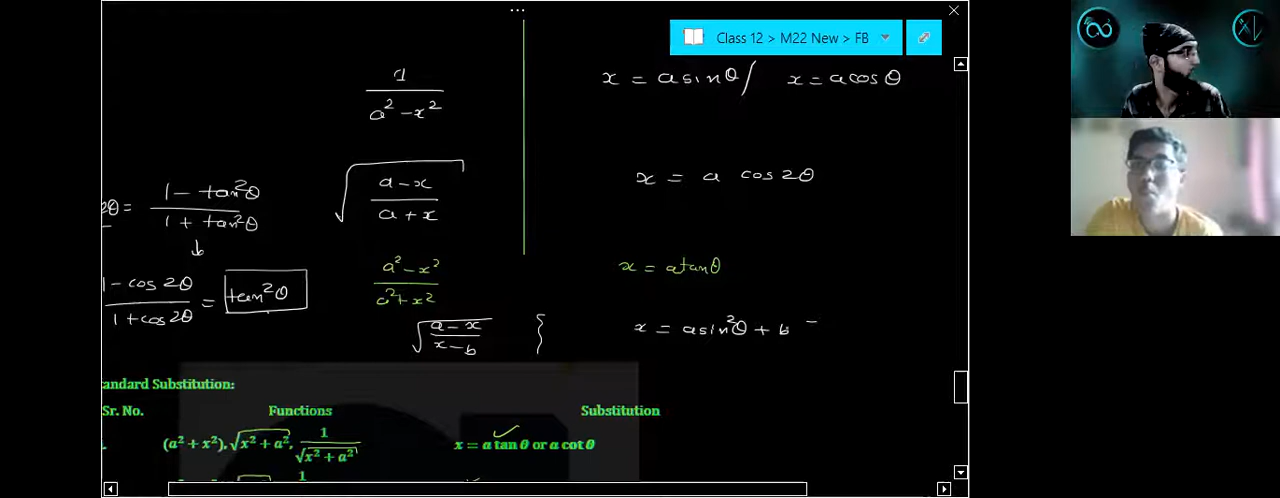 Class 12 > M22 New > FB
1 / (a² – x²)
x = a sin θ / x = a cos θ
2θ = (1 – tan²θ) / (1 + tan²θ)
√((a – x) / (a + x))
x = a cos 2θ
(1 – cos 2θ) / (1 + cos 2θ) = tan²θ
(a² – x²) / (a² + x²)
x = a tan θ
√((a – x) / (x – b)) }
x = a sin²θ + b –
andard Substitution:
Sr. No. Functions Substitution
(a² + x²), √(x² + a²), 1 / √(x² + a²)
x = a tan θ or a cot θ
1
XL